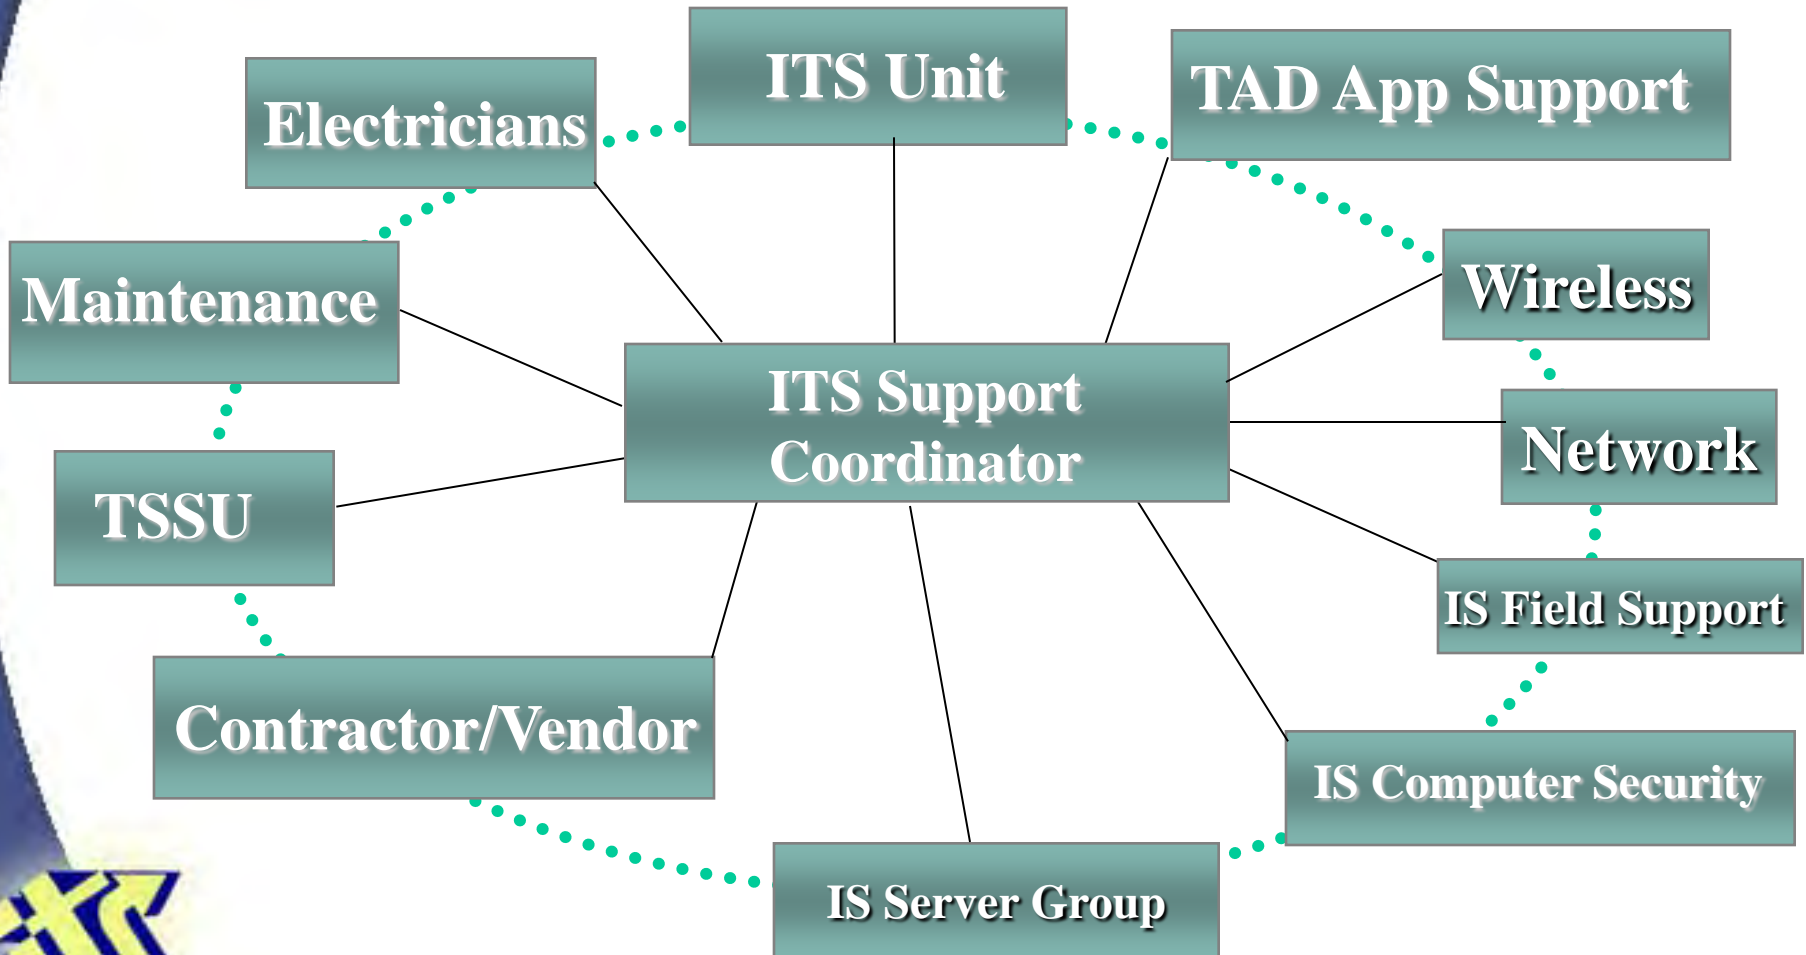 ITS Unit
TAD App Support
Electricians
Wireless
Maintenance
ITS Support
Coordinator
Network
TSSU
IS Field Support
Contractor/Vendor
IS Computer Security
IS Server Group